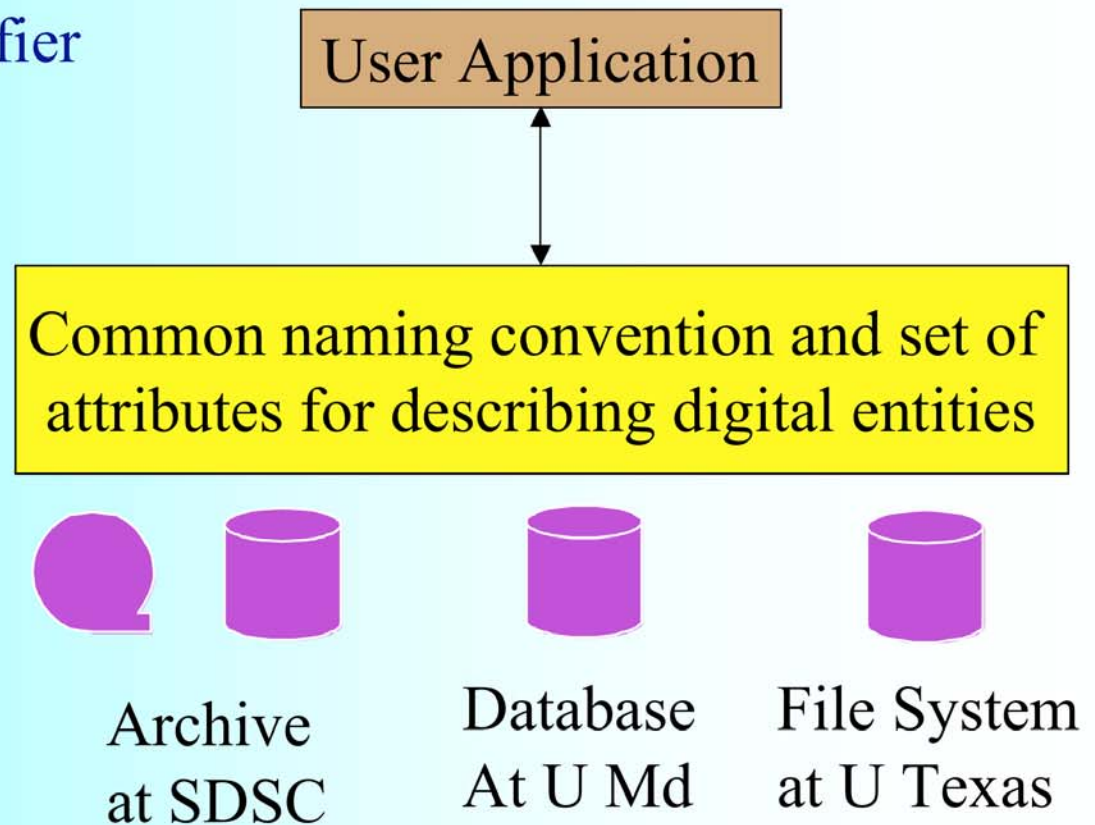 User Application
Common naming convention and set of
attributes for describing digital entities
Archive
at SDSC
Database
At U Md
File System
at U Texas